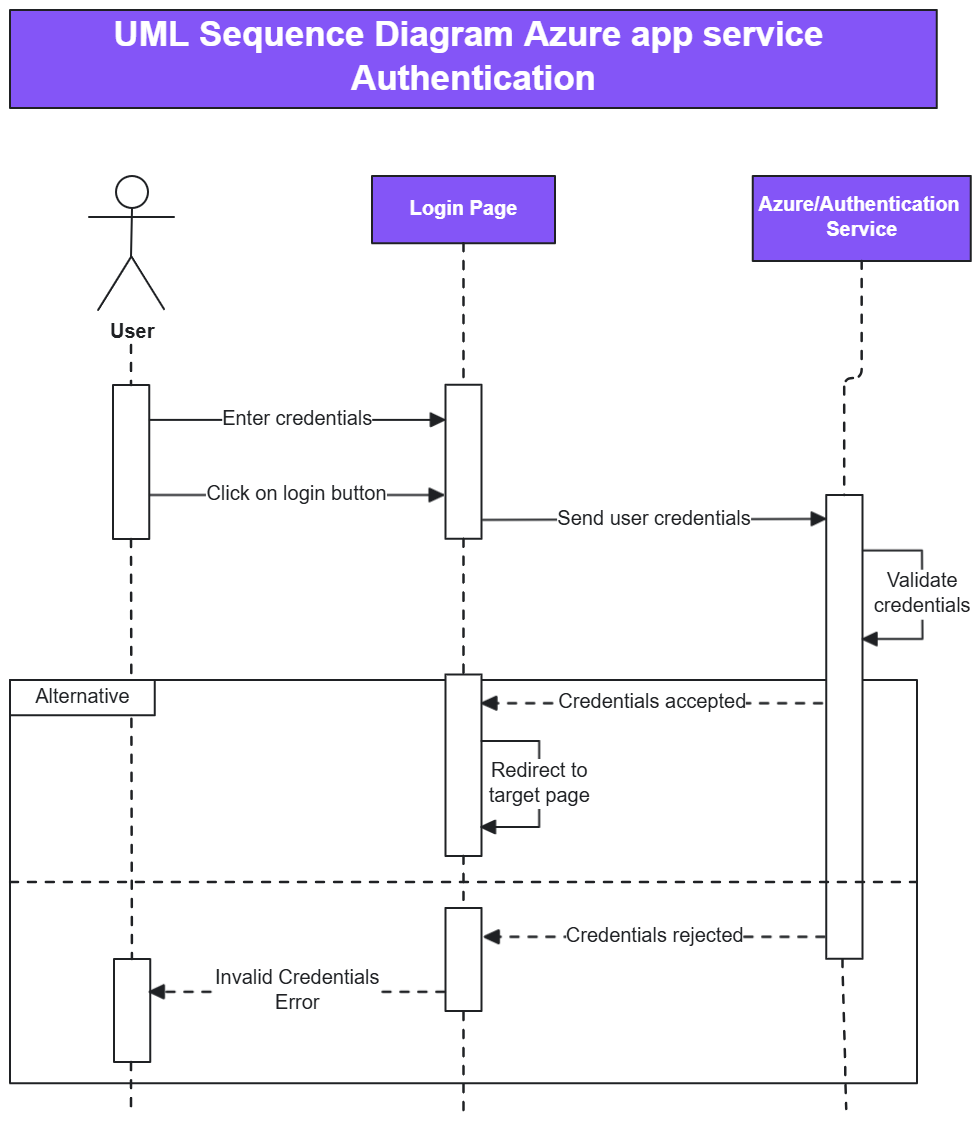 UML Sequence Diagram Azure app service
Authentication
Login Page
Azure/Authentication
Service
User
Enter credentials
Click on login button
Send user credentials
Validate
credentials
Alternative
Credentials accepted
Redirect to
target page
Credentials rejected
Invalid Credentials
Error